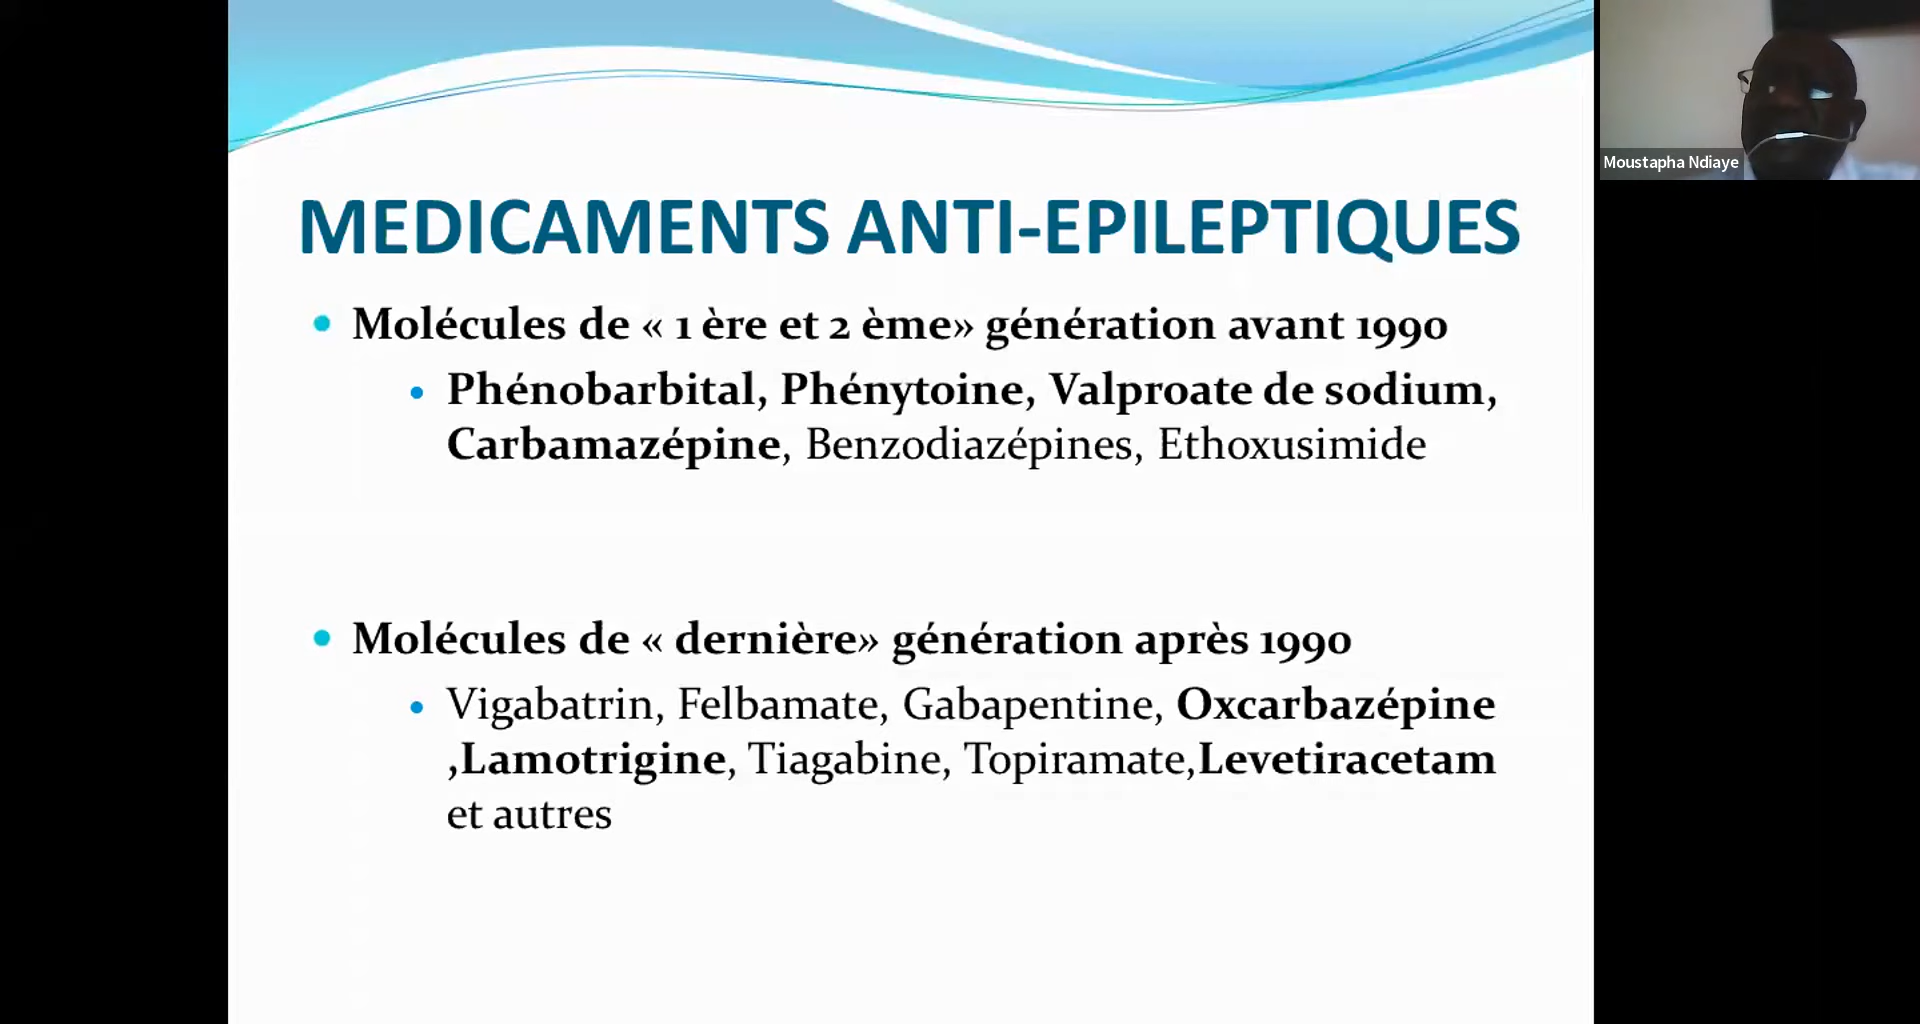 MEDICAMENTS ANTI-EPILEPTIQUES
• Molécules de « 1 ère et 2 ème» génération avant 1990
• Phénobarbital, Phénytoine, Valproate de sodium,
Carbamazépine, Benzodiazépines, Ethoxusimide
• Molécules de « dernière» génération après 1990
• Vigabatrin, Felbamate, Gabapentine, Oxcarbazépine
,Lamotrigine, Tiagabine, Topiramate,Levetiracetam
et autres
Moustapha Ndiaye